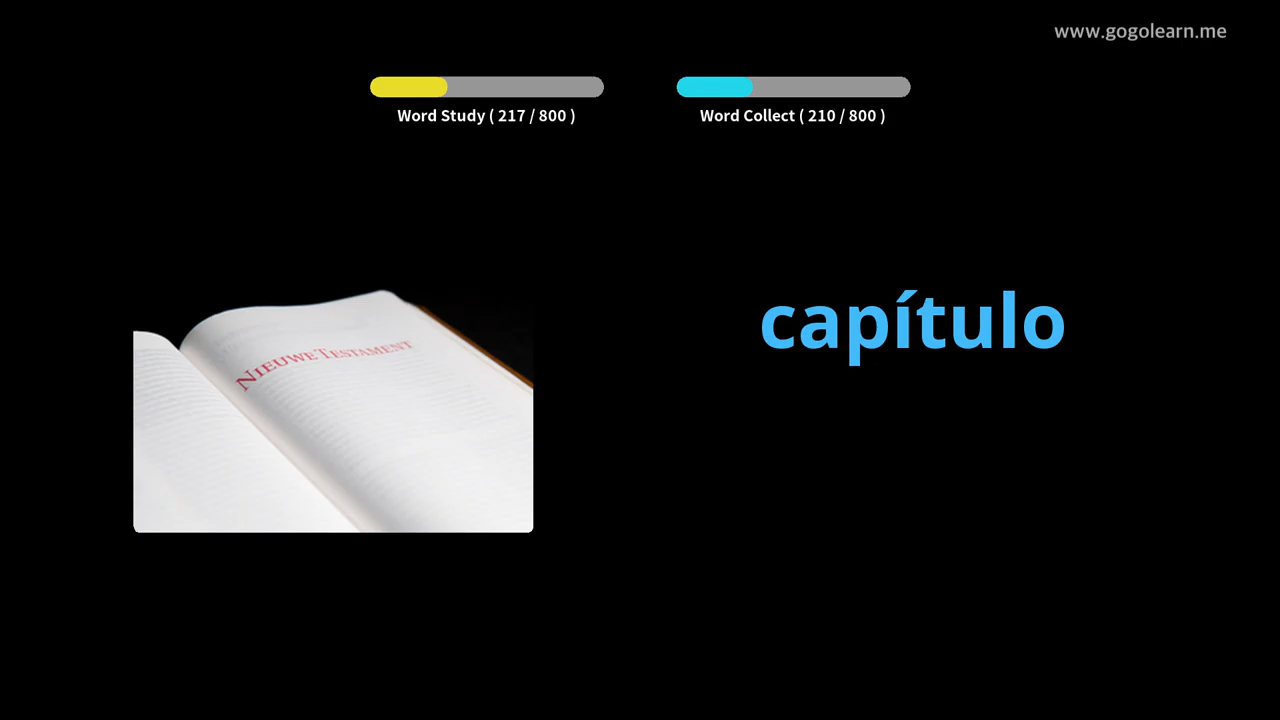 www.gogolearn.me
Word Study ( 217 / 800 )
Word Collect ( 210 / 800 )
capítulo
NIEUWE TESTAMENT